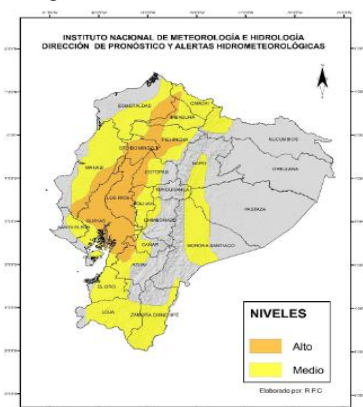 INSTITUTO NACIONAL DE METEOROLOGÍA E HIDROLOGÍA
DIRECCIÓN DE PRONÓSTICO Y ALERTAS HIDROMETEOROLÓGICAS
ESMERALDAS
CARCHI
IMBABURA
PICHINCHA
SUCUMBIOS
STO DOMINGO
NAPO
ORELLANA
MANABI
COTOPAXI
TUNGURAHUA
LOS RIOS
BOLIVAR
PASTAZA
CHIMBORAZO
GUAYAS
SANTA ELENA
MORONA SANTIAGO
CAÑAR
AZUAY
EL ORO
LOJA
ZAMORA CHINCHIPE
NIVELES
Alto
Medio
Elaborado por: R.P.C